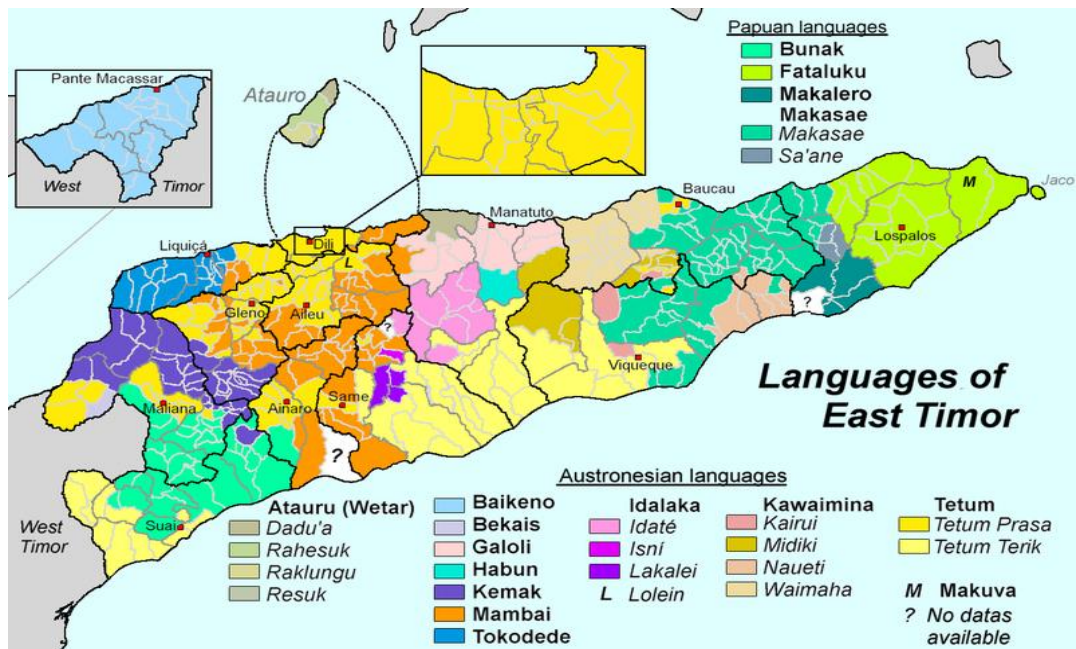 Papuan languages
Bunak
Fataluku
Makalero
Makasae
Makasae
Sa'ane
Pante Macassar
West Timor
Atauro
Baucau
Jaco
M
Manatuto
Lospalos
Liquiçá
Dili
L
?
Gleno
Aileu
?
Viqueque
Maliana
Ainaro
Same
?
Suai
West
Timor
Languages of
East Timor
Austronesian languages
Atauru (Wetar)
Dadu'a
Rahesuk
Raklungu
Resuk
Baikeno
Bekais
Galoli
Habun
Kemak
Mambai
Tokodede
Idalaka
Idaté
Isní
Lakalei
L Lolein
Kawaimina
Kairui
Midiki
Naueti
Waimaha
Tetum
Tetum Prasa
Tetum Terik
M Makuva
? No datas
available